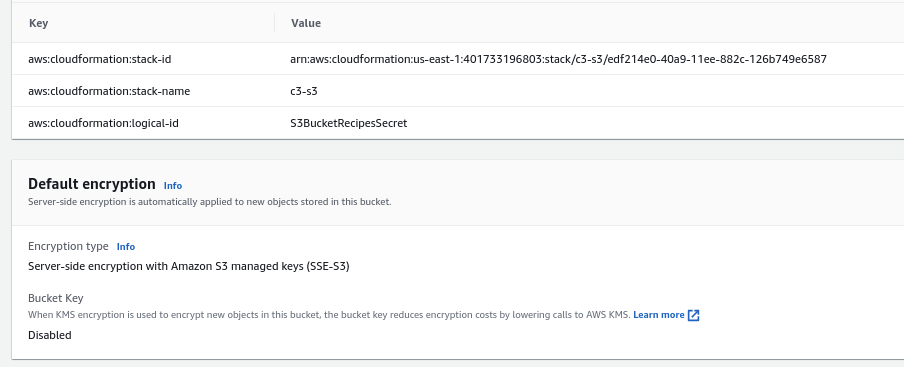 Key Value
aws:cloudformation:stack-id arn:aws:cloudformation:us-east-1:401733196803:stack/c3-s3/edf214e0-40a9-11ee-882c-126b749e6587
aws:cloudformation:stack-name c3-s3
aws:cloudformation:logical-id S3BucketRecipesSecret
Default encryption Info
Server-side encryption is automatically applied to new objects stored in this bucket.
Encryption type Info
Server-side encryption with Amazon S3 managed keys (SSE-S3)
Bucket Key
When KMS encryption is used to encrypt new objects in this bucket, the bucket key reduces encryption costs by lowering calls to AWS KMS. Learn more
Disabled